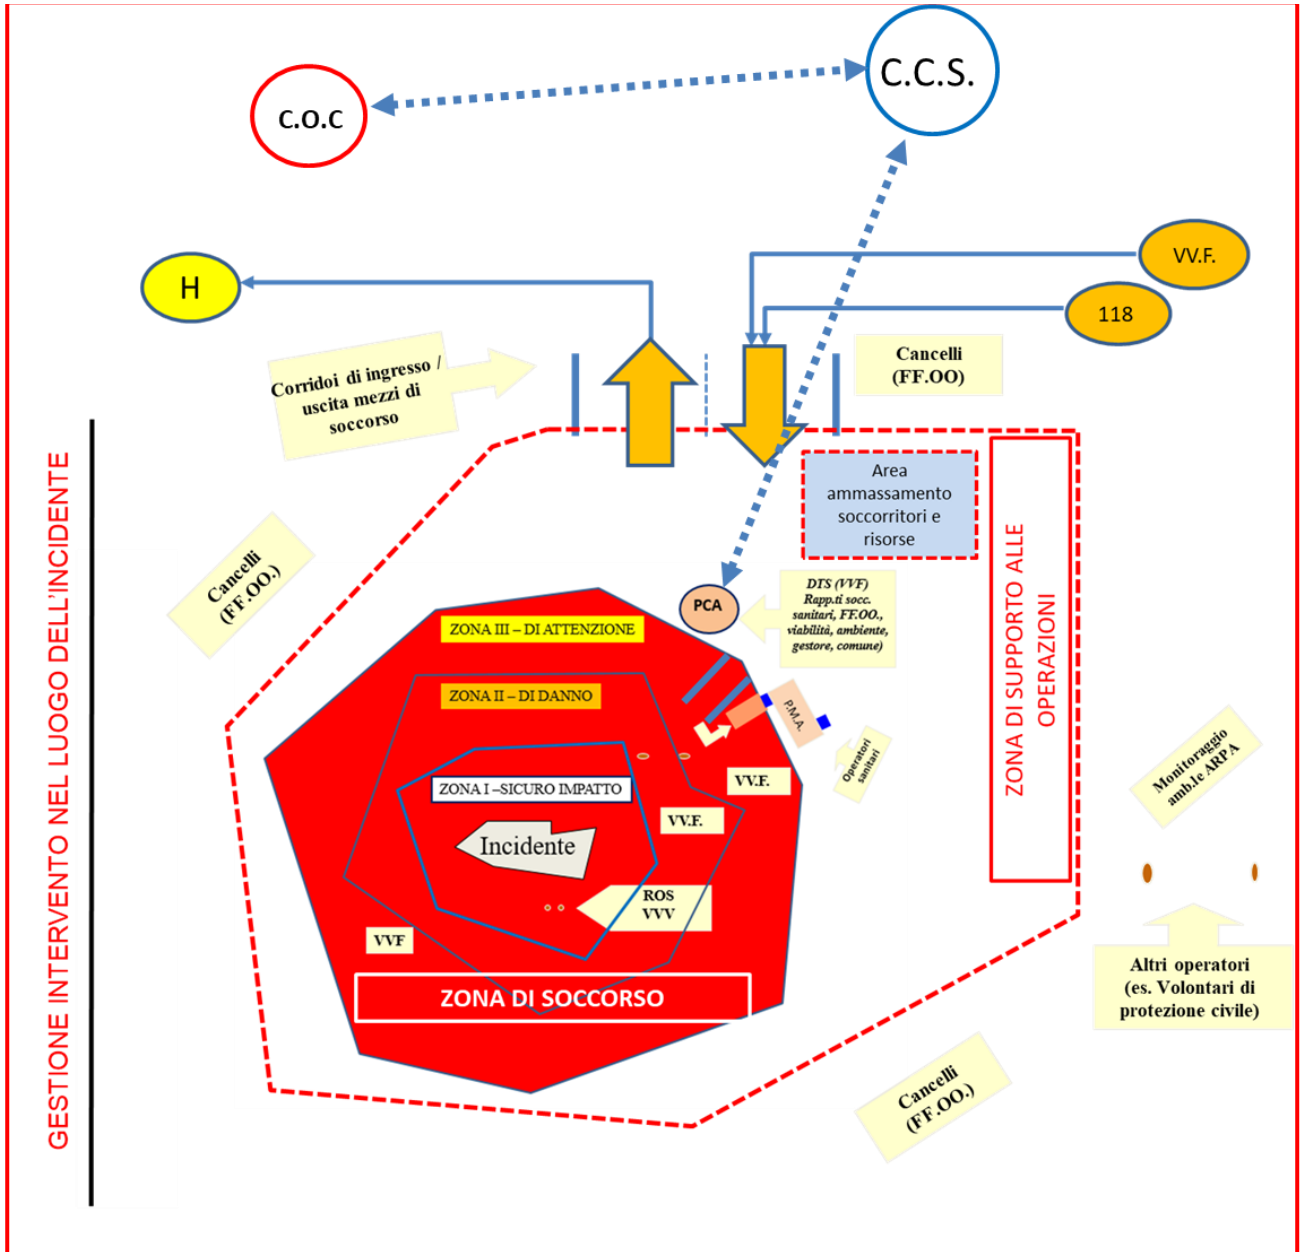 C.C.S.
C.O.C
VV.F.
H
118
Cancelli
(FF.OO)
Corridoi di ingresso /
uscita mezzi di
soccorso
GESTIONE INTERVENTO NEL LUOGO DELL'INCIDENTE
Area
ammassamento
soccorritori e
risorse
ZONA DI SUPPORTO ALLE
OPERAZIONI
Cancelli
(FF.OO.)
PCA
DTS (VVF)
Rapp.ti socc.
sanitari, FF.OO.,
viabilità, ambiente,
gestore, comune)
ZONA III – DI ATTENZIONE
ZONA II – DI DANNO
P.M.A.
Operatori
sanitari
Monitoraggio
amb.le ARPA
ZONA I –SICURO IMPATTO
VV.F.
VV.F.
Incidente
ROS
VVV
VVF
ZONA DI SOCCORSO
Altri operatori
(es. Volontari di
protezione civile)
Cancelli
(FF.OO.)